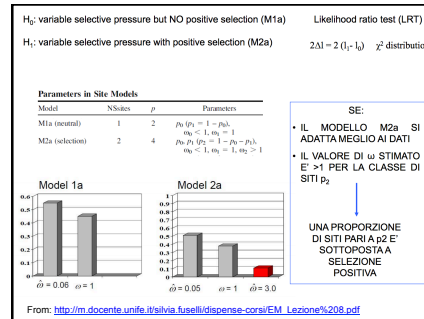 H₀: variable selective pressure but NO positive selection (M1a)
Likelihood ratio test (LRT)
H₁: variable selective pressure with positive selection (M2a)
2Δl = 2 (l₁- l₀) χ² distributio
Parameters in Site Models
Model NSsites p Parameters
M1a (neutral) 1 2 p₀ (p₁ = 1 – p₀),
ω₀ < 1, ω₁ = 1
M2a (selection) 2 4 p₀, p₁ (p₂ = 1 – p₀ – p₁),
ω₀ < 1, ω₁ = 1, ω₂ > 1
SE:
• IL MODELLO M2a SI
ADATTA MEGLIO AI DATI
• IL VALORE DI ω STIMATO
E' >1 PER LA CLASSE DI
SITI p₂
UNA PROPORZIONE
DI SITI PARI A p2 E'
SOTTOPOSTA A
SELEZIONE
POSITIVA
Model 1a
0.6
0.5
0.4
0.3
0.2
0.1
0
ω̂ = 0.06 ω = 1
Model 2a
1
0.9
0.8
0.7
0.6
0.5
0.4
0.3
0.2
0.1
0
ω̂ = 0.05 ω = 1 ω̂ = 3.0
From: http://m.docente.unife.it/silvia.fuselli/dispense-corsi/EM_Lezione%208.pdf